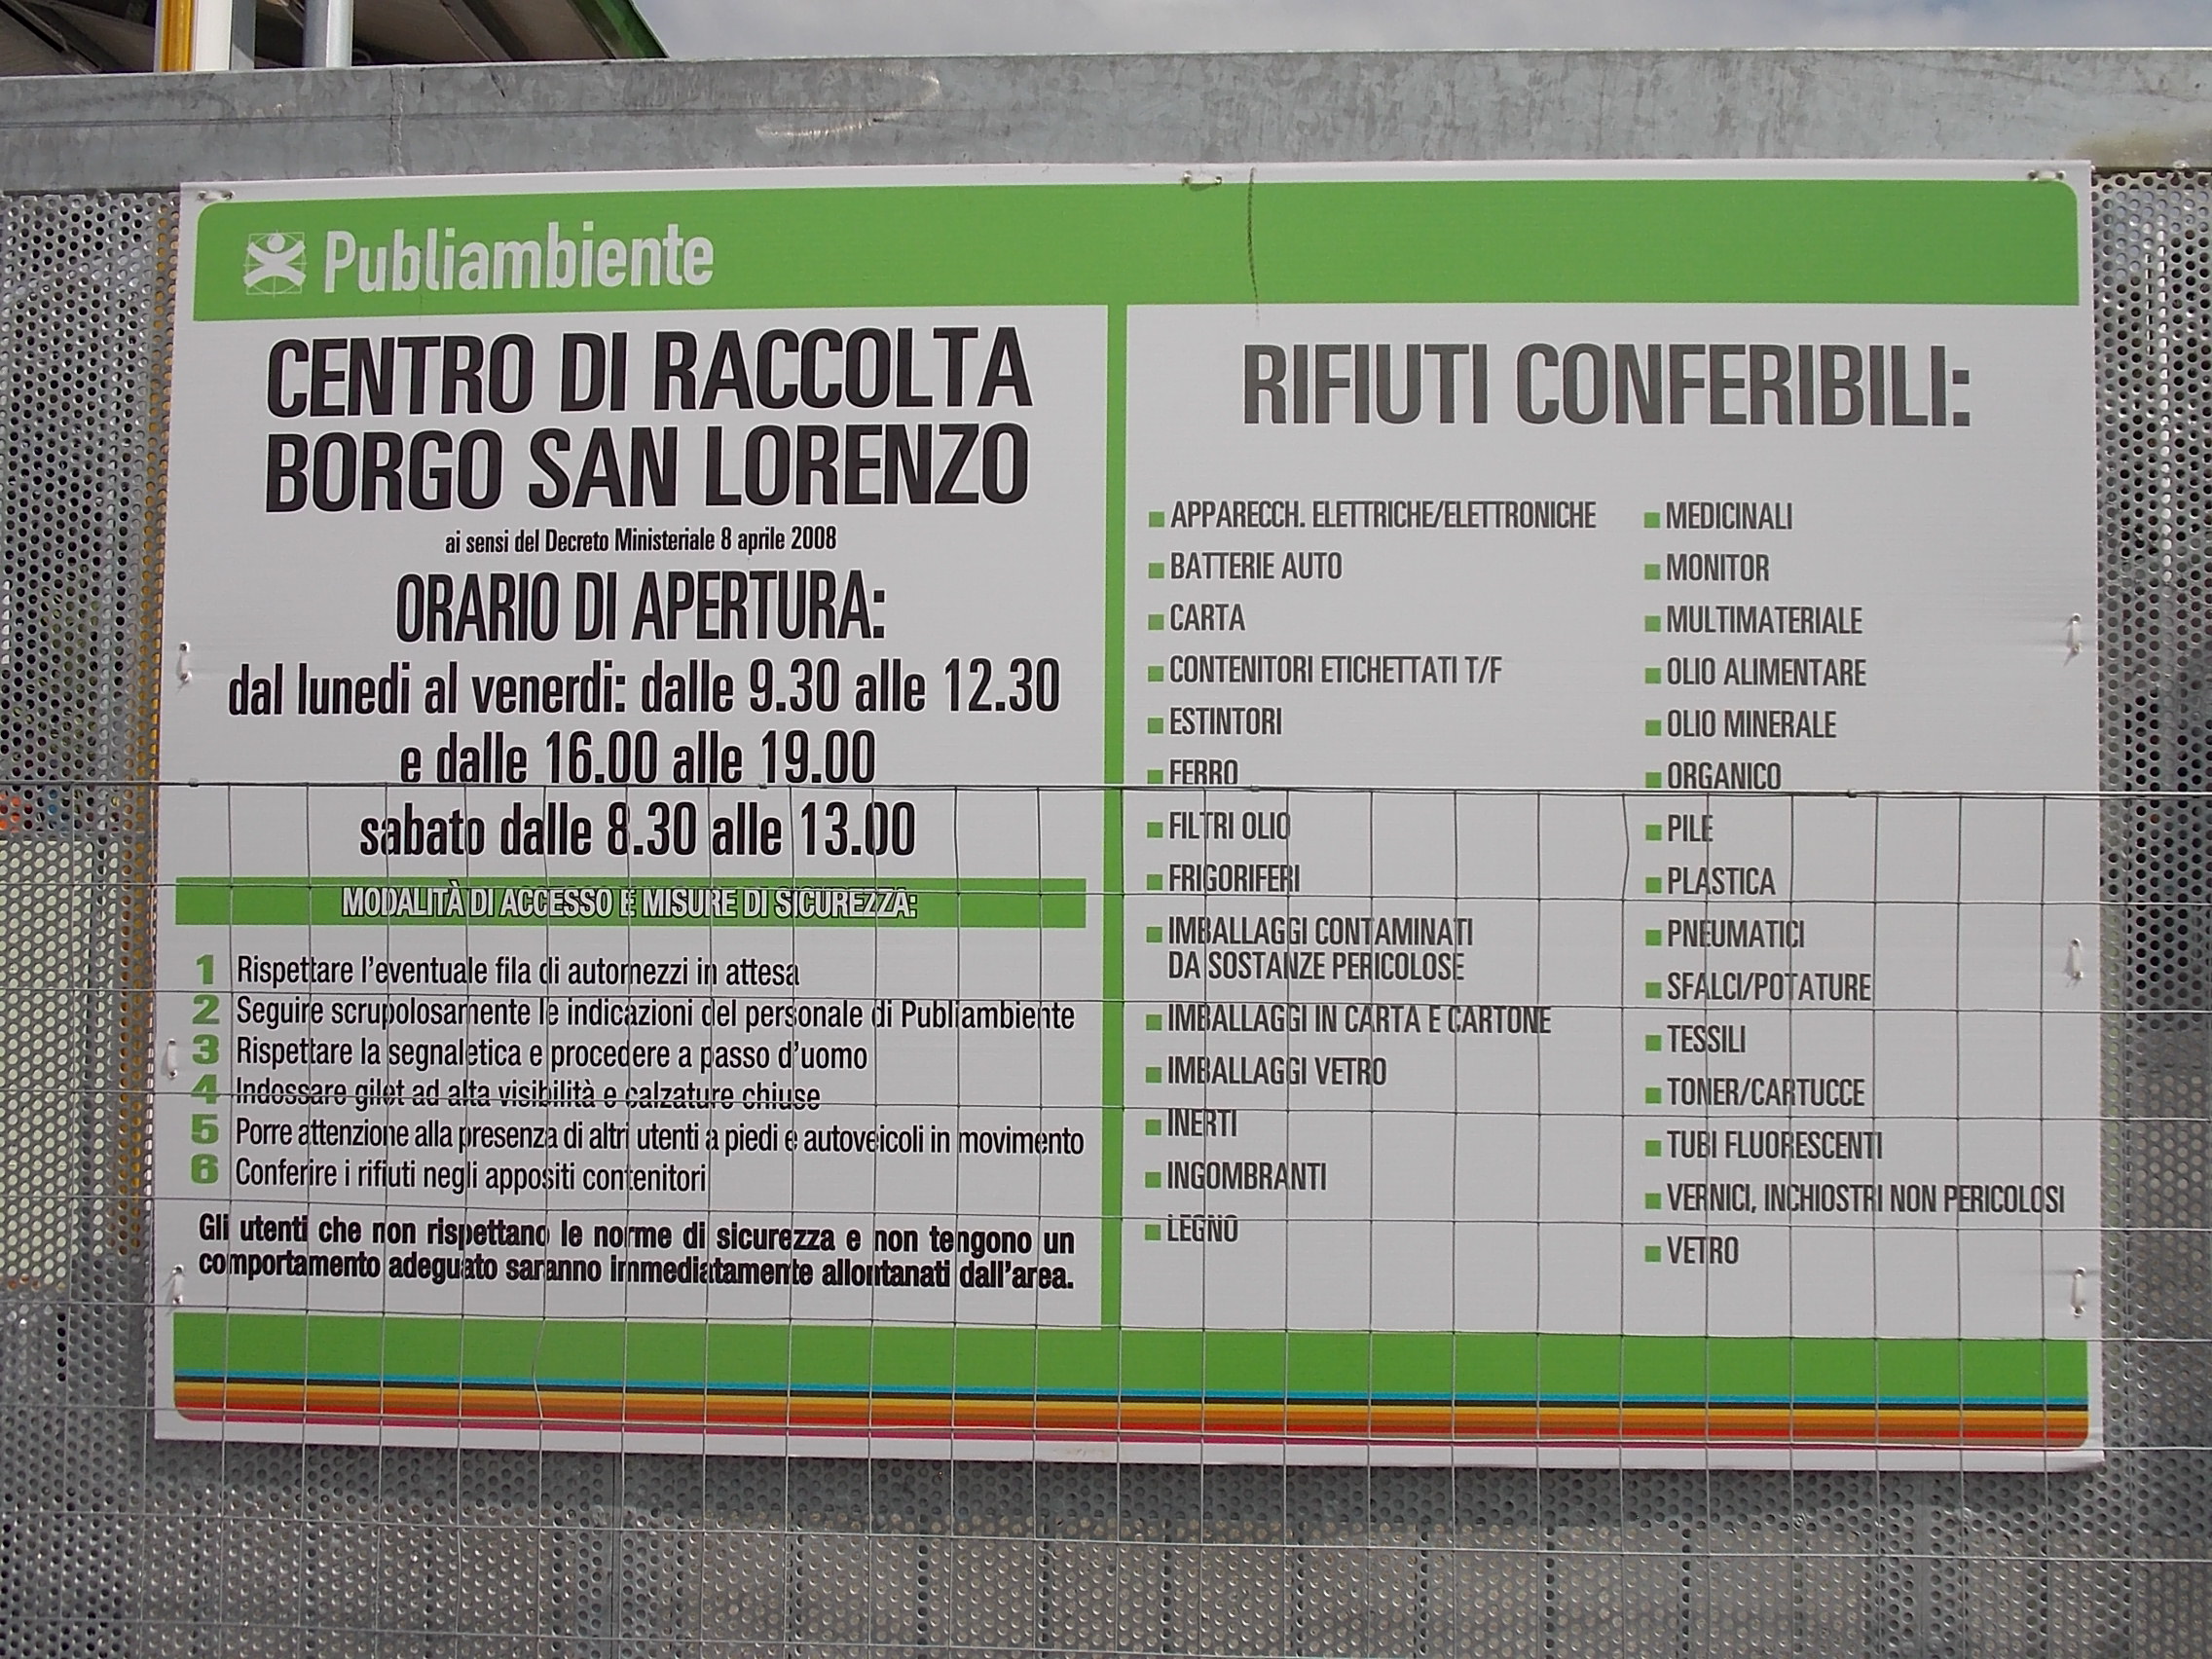 Publiambiente
CENTRO DI RACCOLTA
BORGO SAN LORENZO
ai sensi del Decreto Ministeriale 8 aprile 2008
ORARIO DI APERTURA:
dal lunedi al venerdi: dalle 9.30 alle 12.30
e dalle 16.00 alle 19.00
sabato dalle 8.30 alle 13.00
MODALITÀ DI ACCESSO E MISURE DI SICUREZZA:
1 Rispettare l'eventuale fila di automezzi in attesa
2 Seguire scrupolosamente le indicazioni del personale di Publiambiente
3 Rispettare la segnaletica e procedere a passo d'uomo
4 Indossare gilet ad alta visibilità e calzature chiuse
5 Porre attenzione alla presenza di altri utenti a piedi e autoveicoli in movimento
6 Conferire i rifiuti negli appositi contenitori
Gli utenti che non rispettano le norme di sicurezza e non tengono un
comportamento adeguato saranno immediatamente allontanati dall'area.
RIFIUTI CONFERIBILI:
APPARECCH. ELETTRICHE/ELETTRONICHE
BATTERIE AUTO
CARTA
CONTENITORI ETICHETTATI T/F
ESTINTORI
FERRO
FILTRI OLIO
FRIGORIFERI
IMBALLAGGI CONTAMINATI
DA SOSTANZE PERICOLOSE
IMBALLAGGI IN CARTA E CARTONE
IMBALLAGGI VETRO
INERTI
INGOMBRANTI
LEGNO
MEDICINALI
MONITOR
MULTIMATERIALE
OLIO ALIMENTARE
OLIO MINERALE
ORGANICO
PILE
PLASTICA
PNEUMATICI
SFALCI/POTATURE
TESSILI
TONER/CARTUCCE
TUBI FLUORESCENTI
VERNICI, INCHIOSTRI NON PERICOLOSI
VETRO